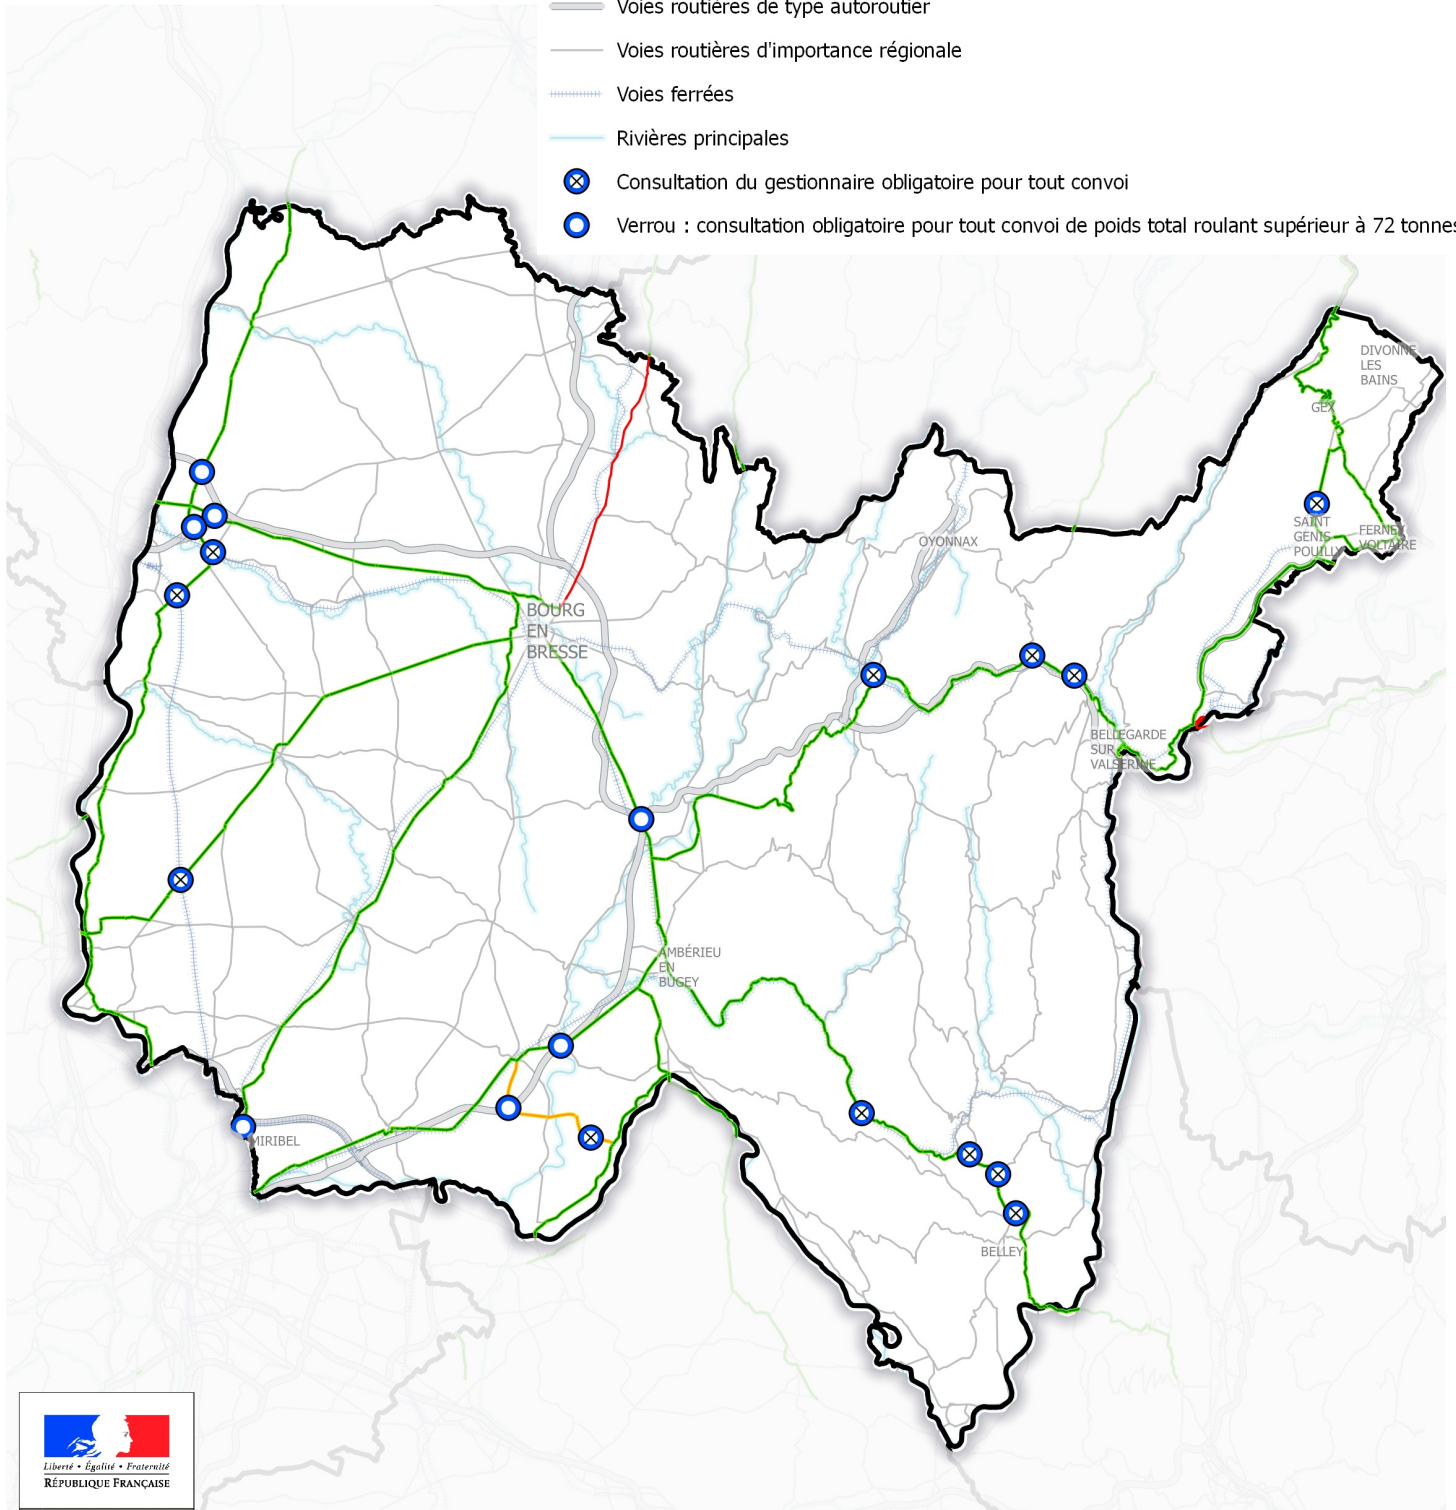 Voies routières de type autoroutier
Voies routières d'importance régionale
Voies ferrées
Rivières principales
Consultation du gestionnaire obligatoire pour tout convoi
Verrou : consultation obligatoire pour tout convoi de poids total roulant supérieur à 72 tonnes
DIVONNE
LES
BAINS
GEX
SAINT
GENIS
POUILLY
FERNEY
VOLTAIRE
OYONNAX
BOURG
EN
BRESSE
BELLEGARDE
SUR
VALSERINE
AMBÉRIEU
EN
BUGEY
MIRIBEL
BELLEY
Liberté • Égalité • Fraternité
RÉPUBLIQUE FRANÇAISE